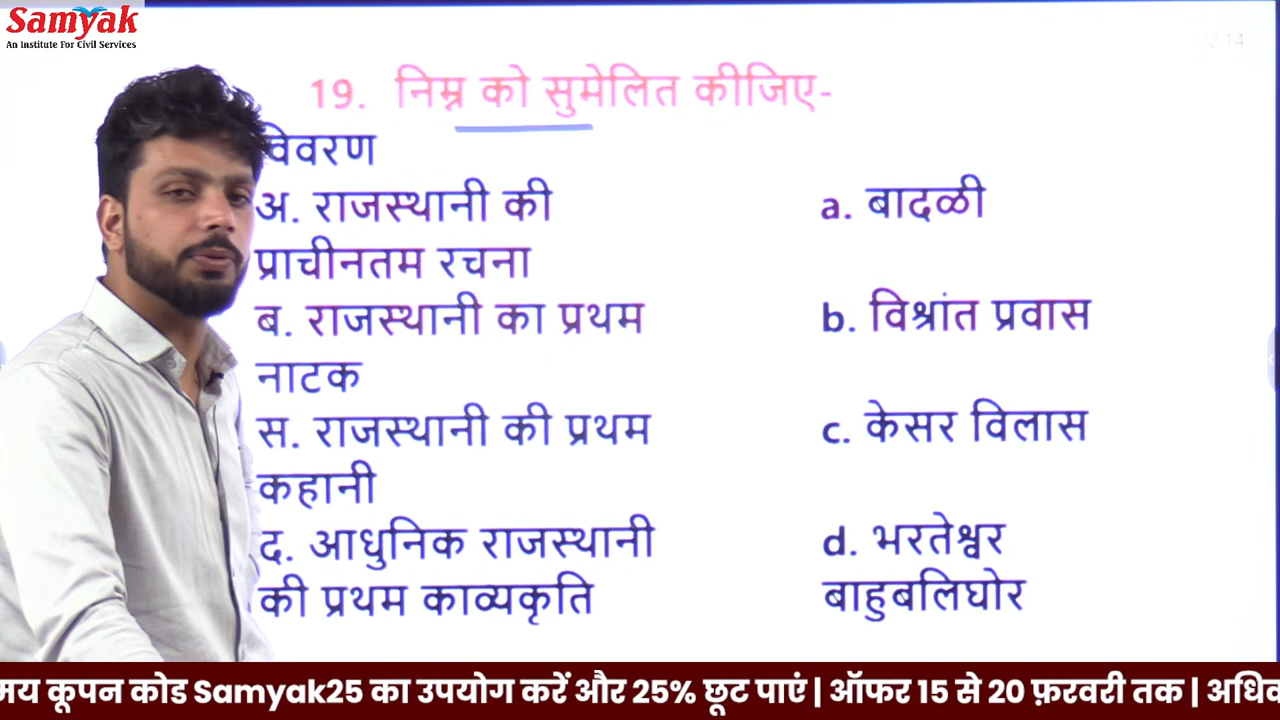 Samyak
An Institute For Civil Services
22:14
19. निम्न को सुमेलित कीजिए-
विवरण
अ. राजस्थानी की
a. बादळी
प्राचीनतम रचना
ब. राजस्थानी का प्रथम
b. विश्रांत प्रवास
नाटक
स. राजस्थानी की प्रथम
c. केसर विलास
कहानी
द. आधुनिक राजस्थानी
d. भरतेश्वर
की प्रथम काव्यकृति
बाहुबलिघोर
कूपन कोड Samyak25 का उपयोग करें और 25% छूट पाएं | ऑफर 15 से 20 फ़रवरी तक |